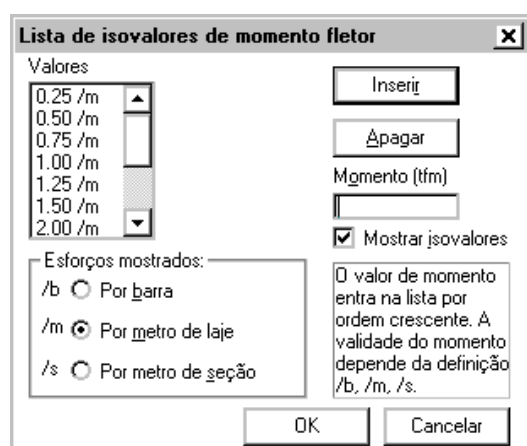 Lista de isovalores de momento fletor
Valores
0.25 /m
0.50 /m
0.75 /m
1.00 /m
1.25 /m
1.50 /m
2.00 /m
Inserir
Apagar
Momento (tfm)
Mostrar isovalores
Esforços mostrados:
/b Por barra
/m Por metro de laje
/s Por metro de seção
O valor de momento
entra na lista por
ordem crescente. A
validade do momento
depende da definição
/b, /m, /s.
OK
Cancelar